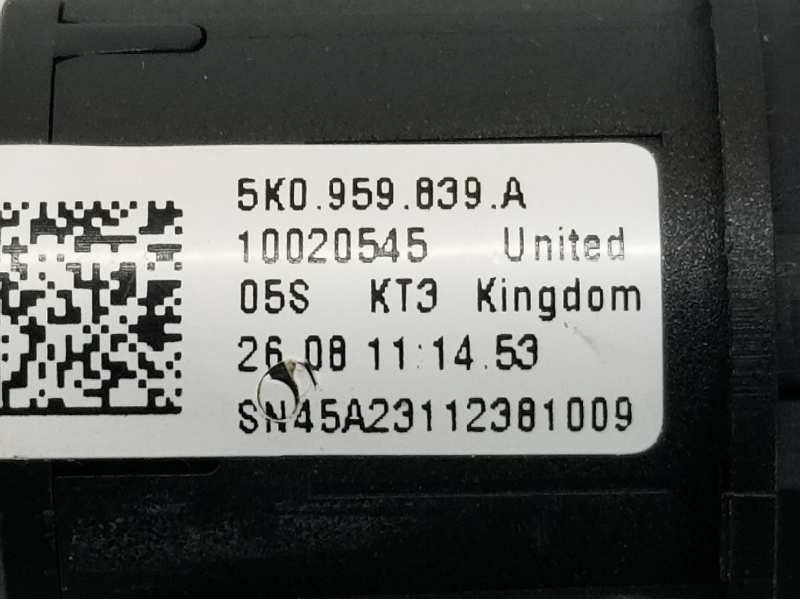 5K0.959.839.A
10020545 United
05S KT3 Kingdom
26.08 11:14.53
SN45A23112381009